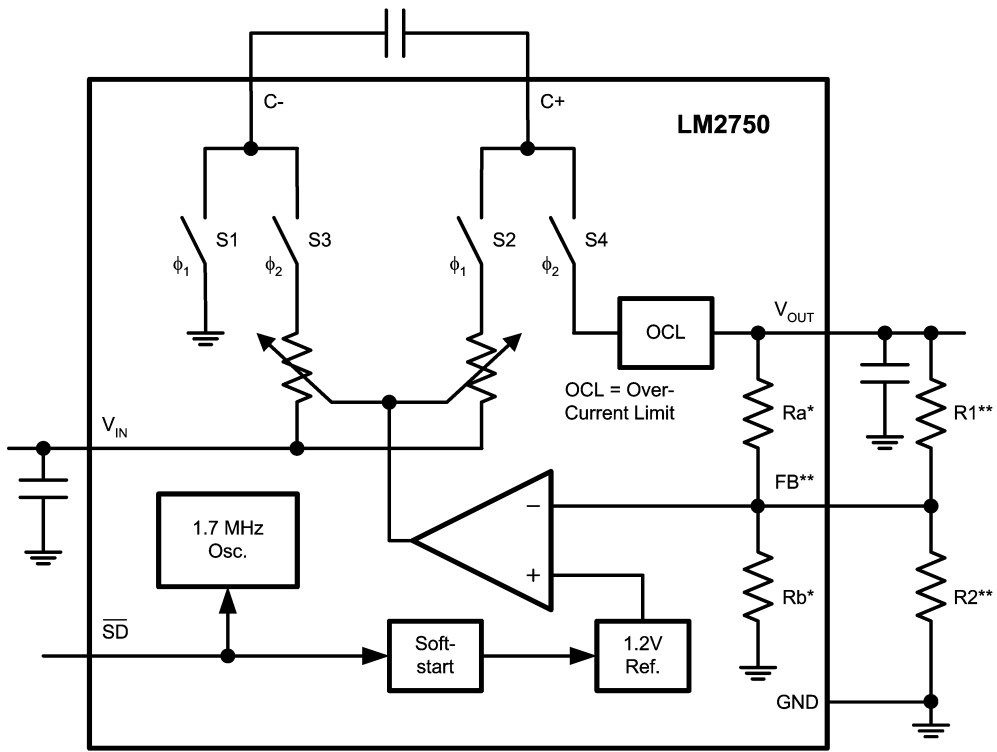 C-
C+
LM2750
S1
S3
S2
S4
ϕ1
ϕ2
ϕ1
ϕ2
OCL
VOUT
OCL = Over-
Current Limit
Ra*
R1**
VIN
FB**
1.7 MHz
Osc.
−
+
Rb*
R2**
SD
Soft-
start
1.2V
Ref.
GND